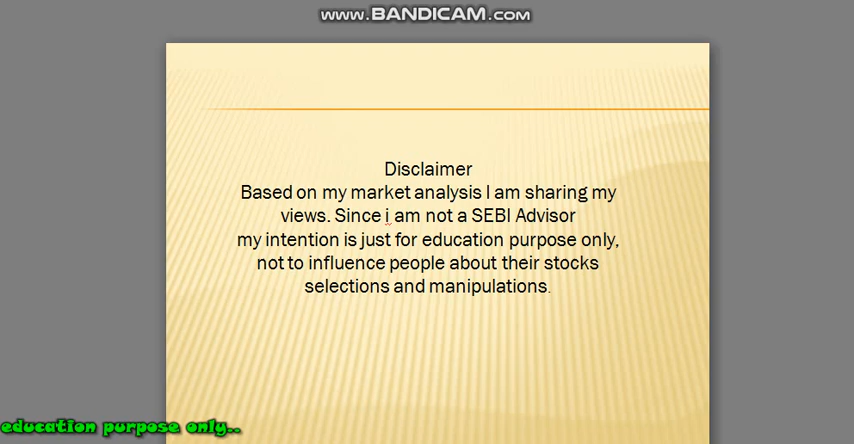 www.BANDICAM.com
Disclaimer
Based on my market analysis I am sharing my
views. Since i am not a SEBI Advisor
my intention is just for education purpose only,
not to influence people about their stocks
selections and manipulations.
education purpose only..